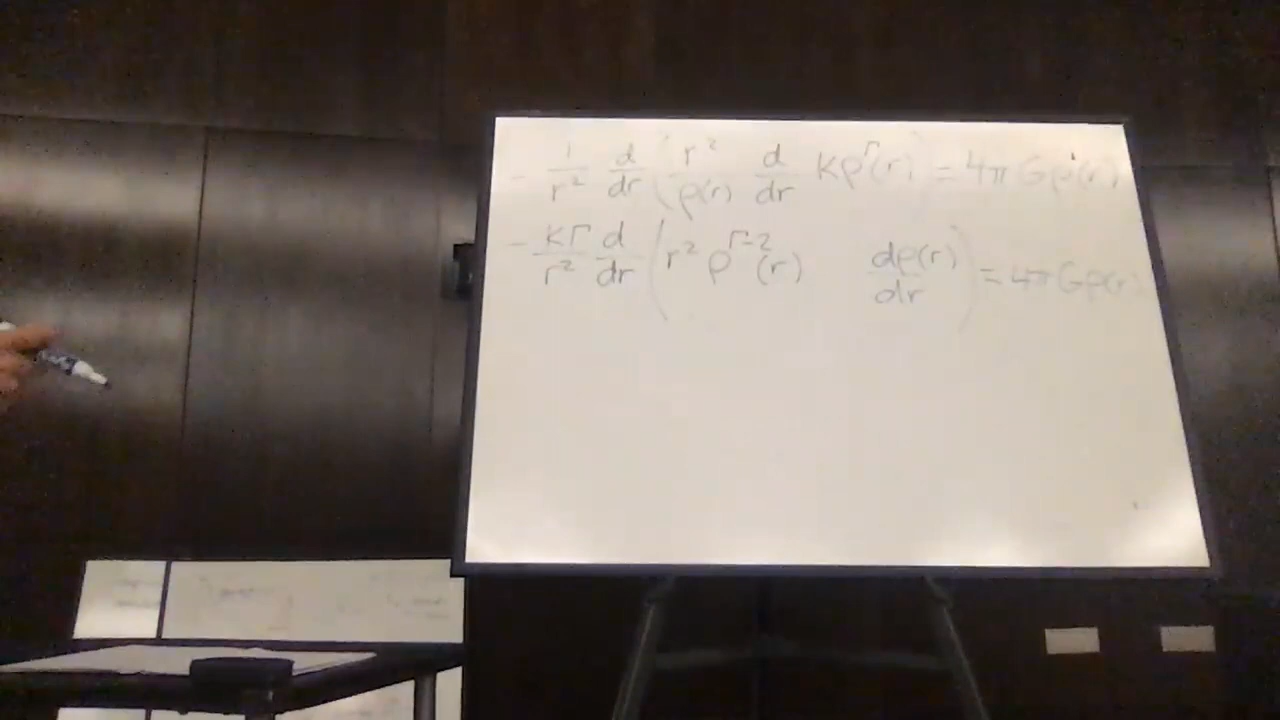 - 1/r² d/dr ( r²/ρ(r) d/dr Kρ^Γ(r) ) = 4πGρ(r)
- KΓ/r² d/dr ( r² ρ^Γ-2 (r) dρ(r)/dr ) = 4πGρ(r)